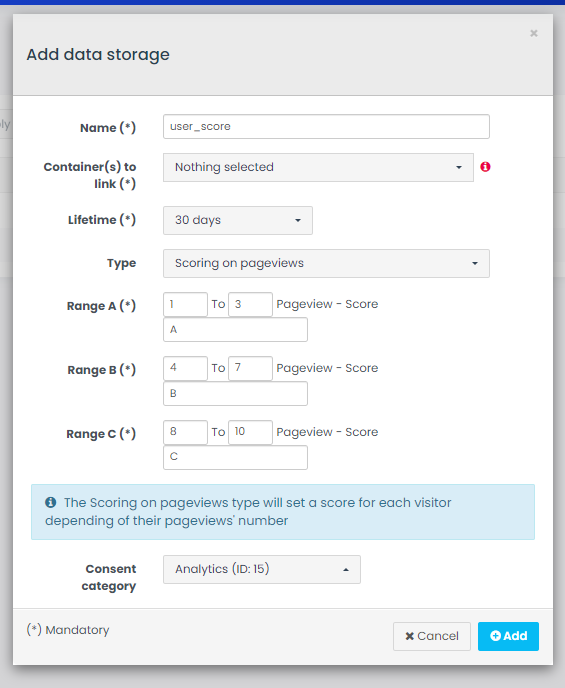 ×
Add data storage
ly
Name (*) user_score
Container(s) to link (*) Nothing selected
Lifetime (*) 30 days
Type Scoring on pageviews
Range A (*) 1 To 3 Pageview - Score
A
Range B (*) 4 To 7 Pageview - Score
B
Range C (*) 8 To 10 Pageview - Score
C
The Scoring on pageviews type will set a score for each visitor
depending of their pageviews' number
Consent category Analytics (ID: 15)
(*) Mandatory Cancel Add